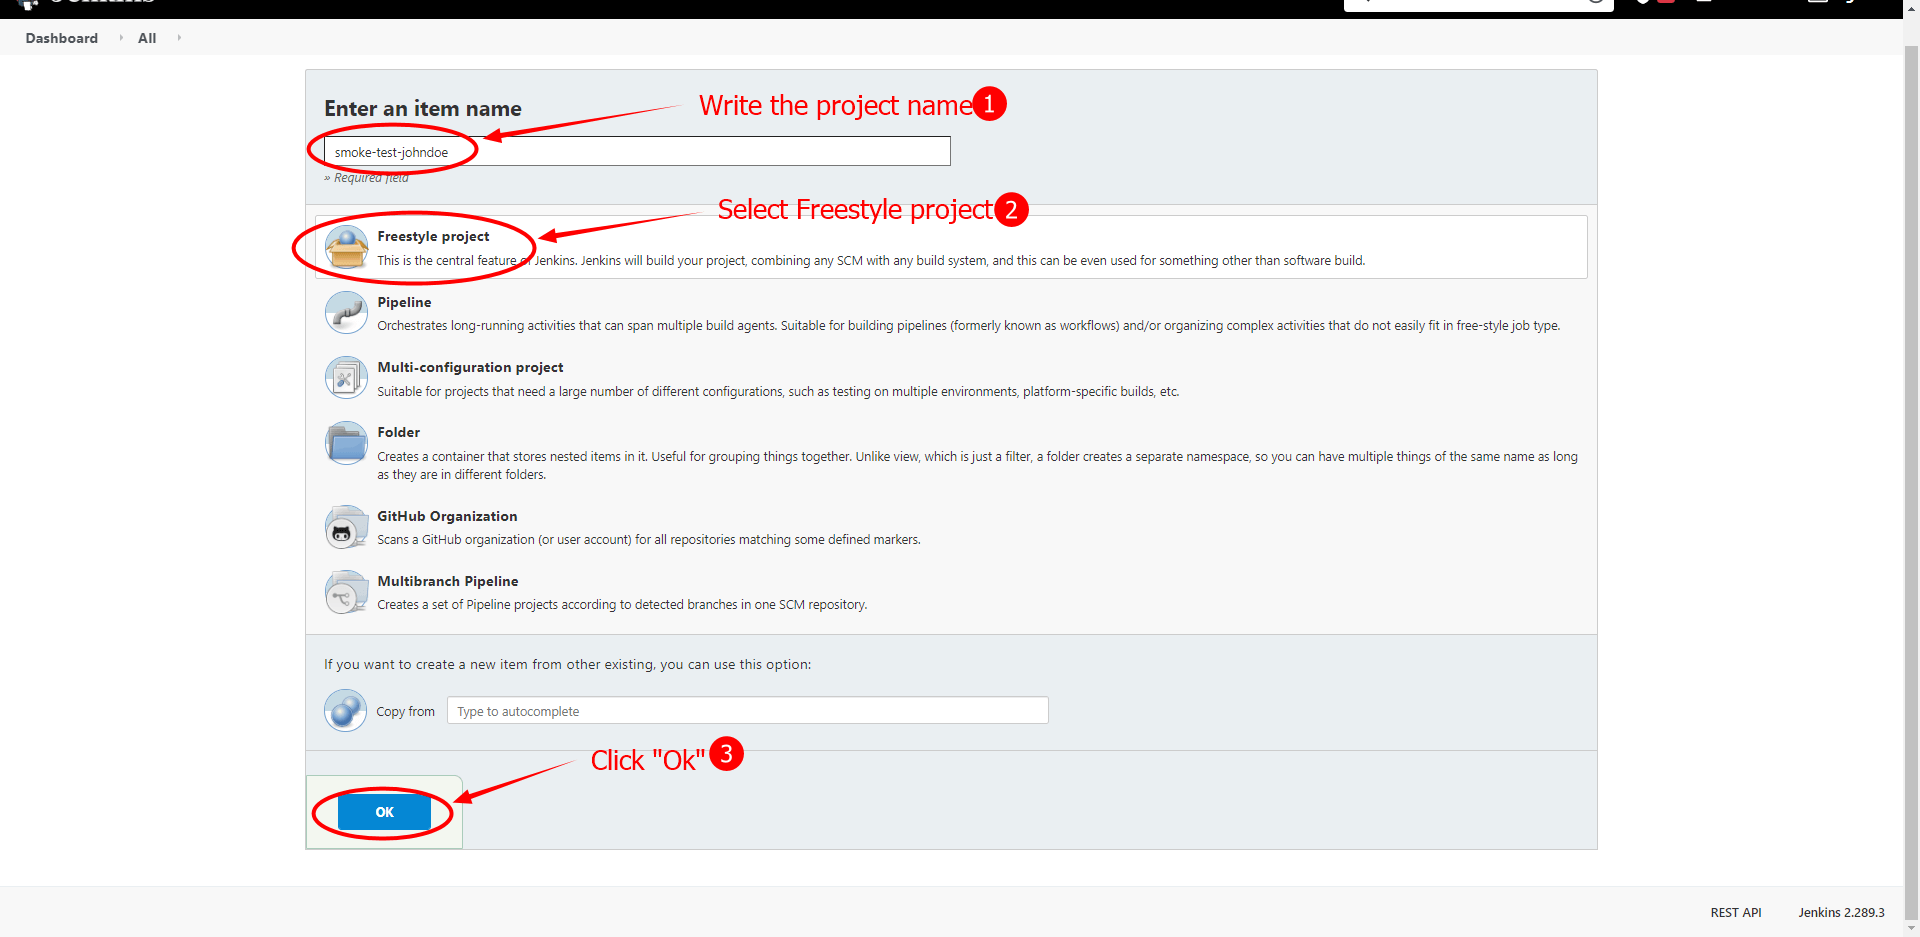 Jenkins
Dashboard
All
Enter an item name
Write the project name 1
smoke-test-johndoe
» Required field
Select Freestyle project 2
Freestyle project
This is the central feature of Jenkins. Jenkins will build your project, combining any SCM with any build system, and this can be even used for something other than software build.
Pipeline
Orchestrates long-running activities that can span multiple build agents. Suitable for building pipelines (formerly known as workflows) and/or organizing complex activities that do not easily fit in free-style job type.
Multi-configuration project
Suitable for projects that need a large number of different configurations, such as testing on multiple environments, platform-specific builds, etc.
Folder
Creates a container that stores nested items in it. Useful for grouping things together. Unlike view, which is just a filter, a folder creates a separate namespace, so you can have multiple things of the same name as long
as they are in different folders.
GitHub Organization
Scans a GitHub organization (or user account) for all repositories matching some defined markers.
Multibranch Pipeline
Creates a set of Pipeline projects according to detected branches in one SCM repository.
If you want to create a new item from other existing, you can use this option:
Copy from
Type to autocomplete
Click "Ok" 3
OK
REST API
Jenkins 2.289.3